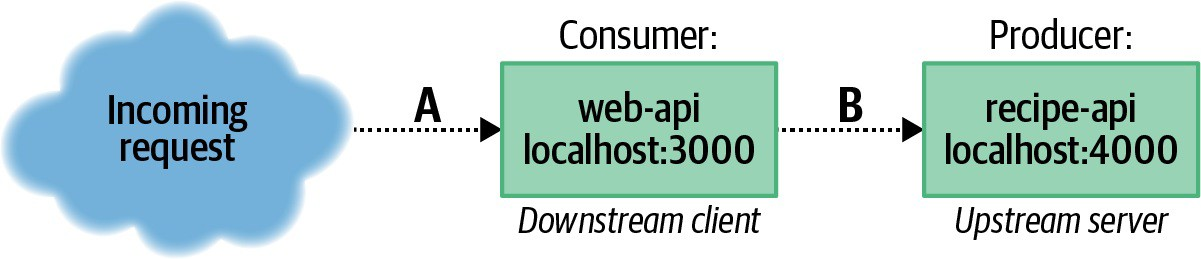 Incoming
request
A
Consumer:
web-api
localhost:3000
Downstream client
B
Producer:
recipe-api
localhost:4000
Upstream server